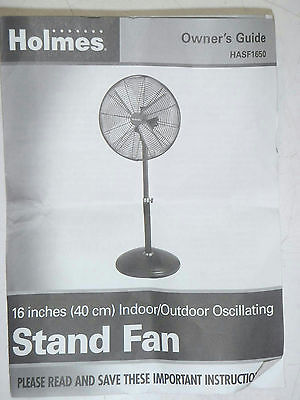 Holmes
Owner's Guide
HASF1650
16 inches (40 cm) Indoor/Outdoor Oscillating
Stand Fan
PLEASE READ AND SAVE THESE IMPORTANT INSTRUCTIO